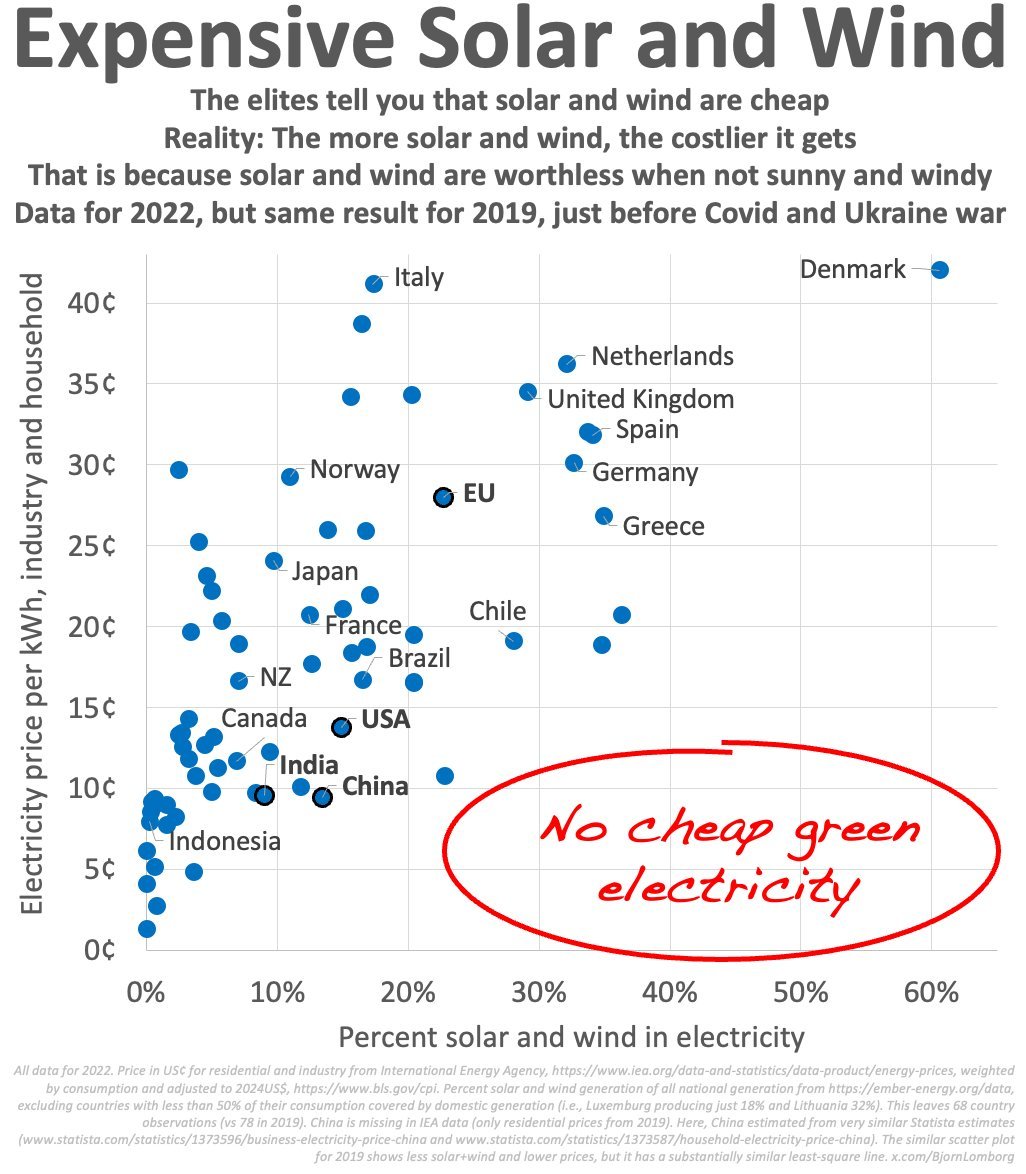 Expensive Solar and Wind
The elites tell you that solar and wind are cheap
Reality: The more solar and wind, the costlier it gets
That is because solar and wind are worthless when not sunny and windy
Data for 2022, but same result for 2019, just before Covid and Ukraine war
Electricity price per kWh, industry and household
40¢
35¢
30¢
25¢
20¢
15¢
10¢
5¢
0¢
Italy
Denmark
Netherlands
United Kingdom
Spain
Norway
Germany
EU
Greece
Japan
Chile
France
Brazil
NZ
Canada
USA
India
China
Indonesia
No cheap green
electricity
0%
10%
20%
30%
40%
50%
60%
Percent solar and wind in electricity
All data for 2022. Price in US¢ for residential and industry from International Energy Agency, https://www.iea.org/data-and-statistics/data-product/energy-prices, weighted
by consumption and adjusted to 2024US$, https://www.bls.gov/cpi. Percent solar and wind generation of all national generation from https://ember-energy.org/data,
excluding countries with less than 50% of their consumption covered by domestic generation (i.e., Luxemburg producing just 18% and Lithuania 32%). This leaves 68 country
observations (vs 78 in 2019). China is missing in IEA data (only residential prices from 2019). Here, China estimated from very similar Statista estimates
(www.statista.com/statistics/1373596/business-electricity-price-china and www.statista.com/statistics/1373587/household-electricity-price-china). The similar scatter plot
for 2019 shows less solar+wind and lower prices, but it has a substantially similar least-square line. x.com/BjornLomborg